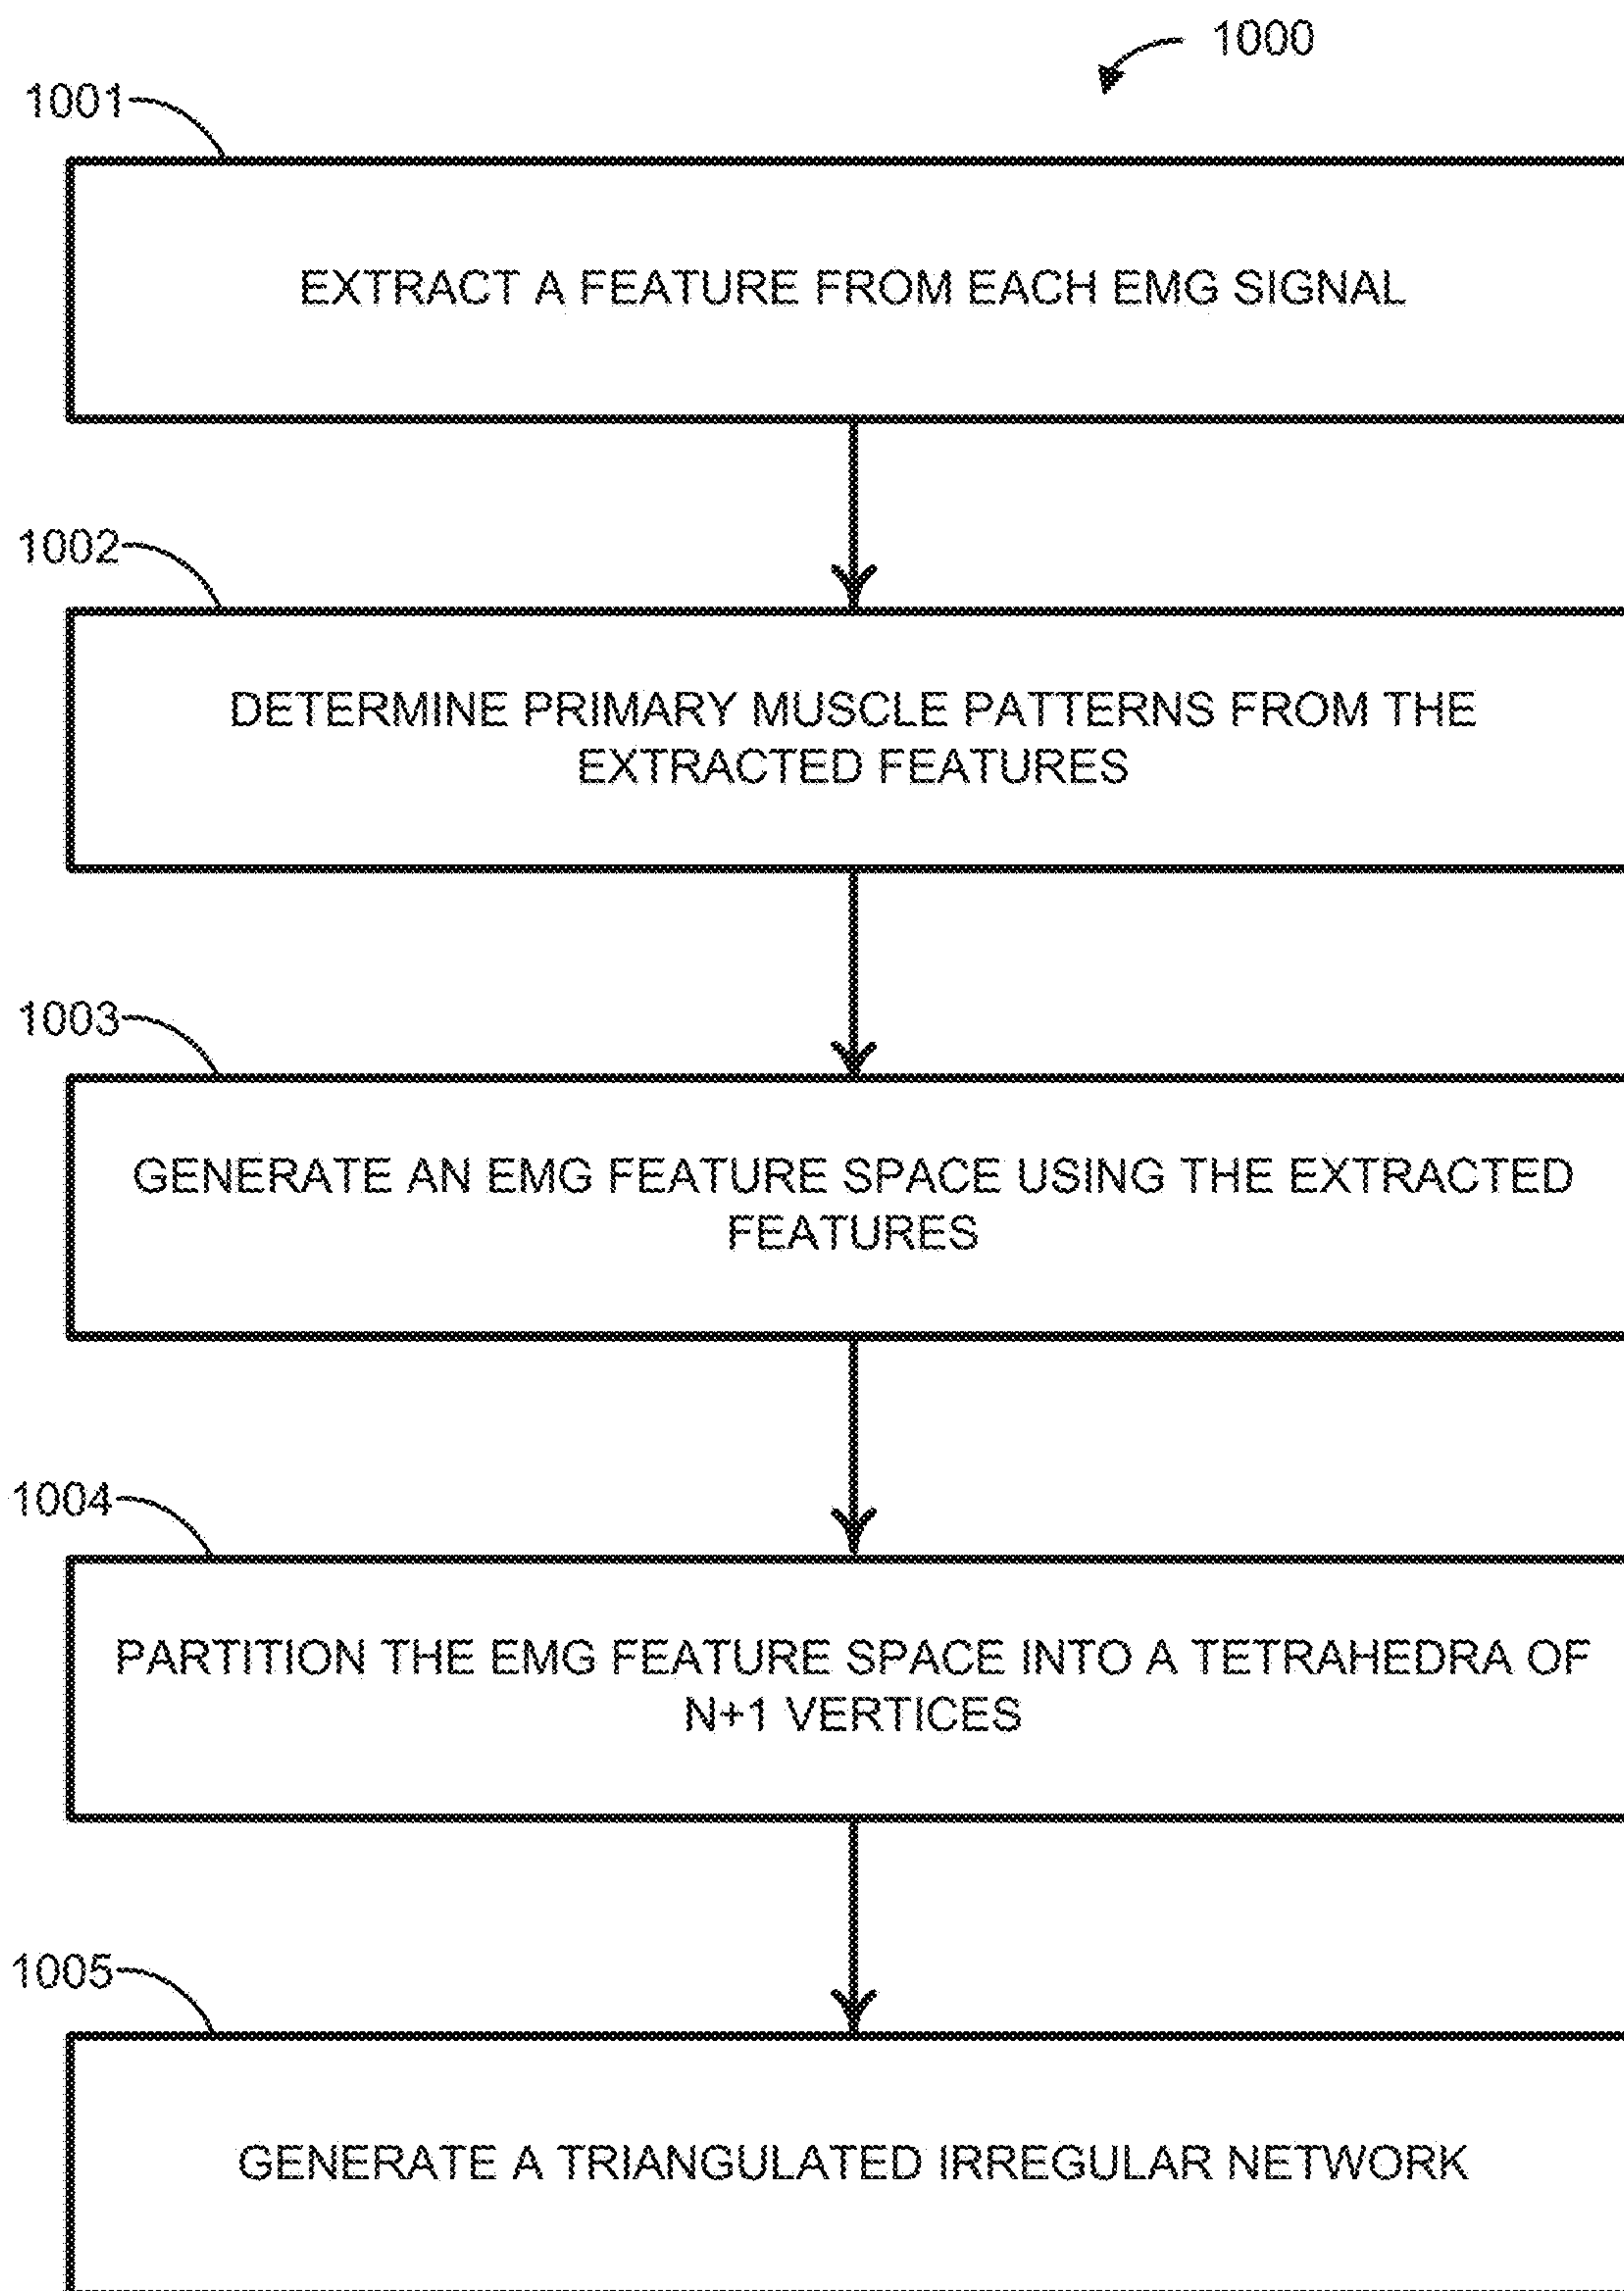 1000
1001
EXTRACT A FEATURE FROM EACH EMG SIGNAL
1002
DETERMINE PRIMARY MUSCLE PATTERNS FROM THE
EXTRACTED FEATURES
1003
GENERATE AN EMG FEATURE SPACE USING THE EXTRACTED
FEATURES
1004
PARTITION THE EMG FEATURE SPACE INTO A TETRAHEDRA OF
N+1 VERTICES
1005
GENERATE A TRIANGULATED IRREGULAR NETWORK